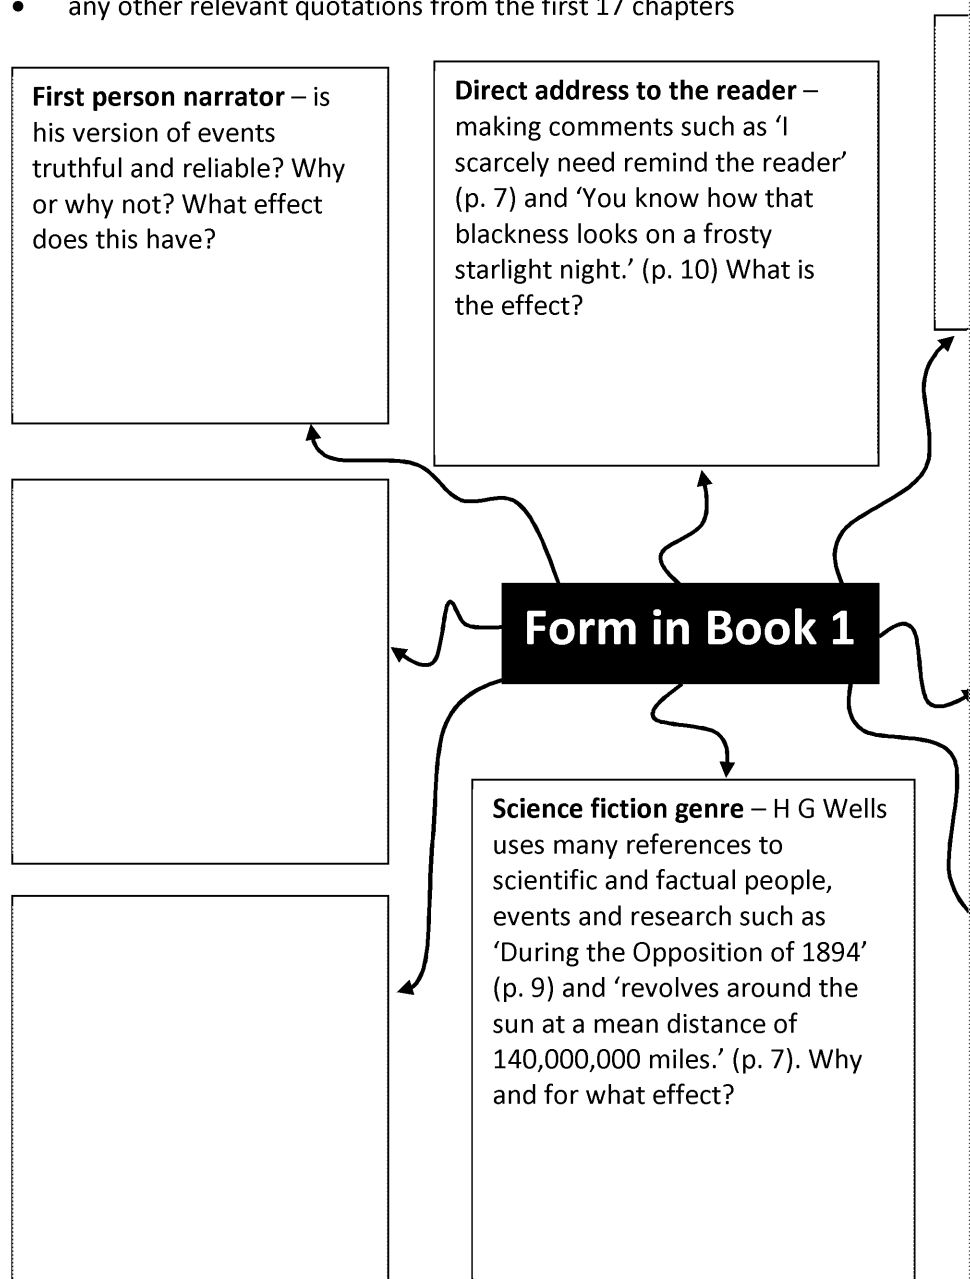 • any other relevant quotations from the first 17 chapters
First person narrator – is
his version of events
truthful and reliable? Why
or why not? What effect
does this have?
Direct address to the reader –
making comments such as ‘I
scarcely need remind the reader’
(p. 7) and ‘You know how that
blackness looks on a frosty
starlight night.’ (p. 10) What is
the effect?
Form in Book 1
Science fiction genre – H G Wells
uses many references to
scientific and factual people,
events and research such as
‘During the Opposition of 1894’
(p. 9) and ‘revolves around the
sun at a mean distance of
140,000,000 miles.’ (p. 7). Why
and for what effect?